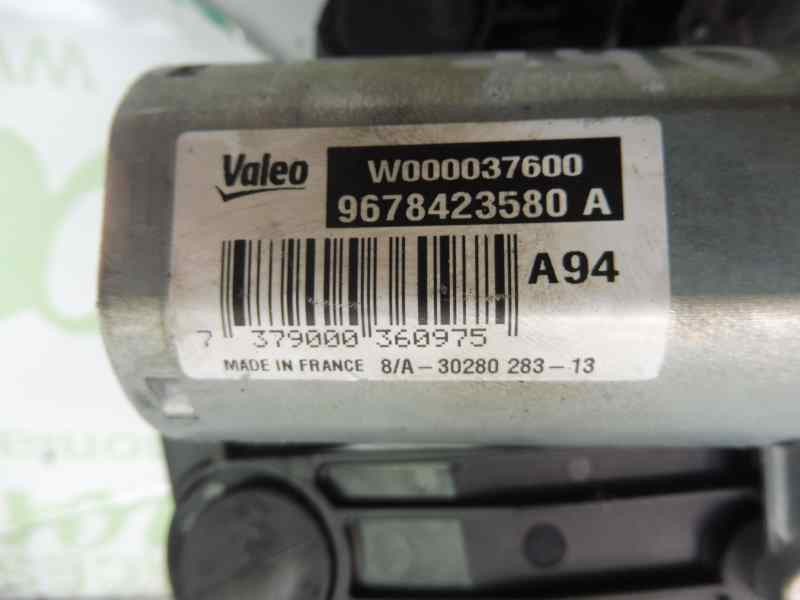 Valeo
W000037600
9678423580 A
A94
7 379000 360975
MADE IN FRANCE 8/A-30280 283-13